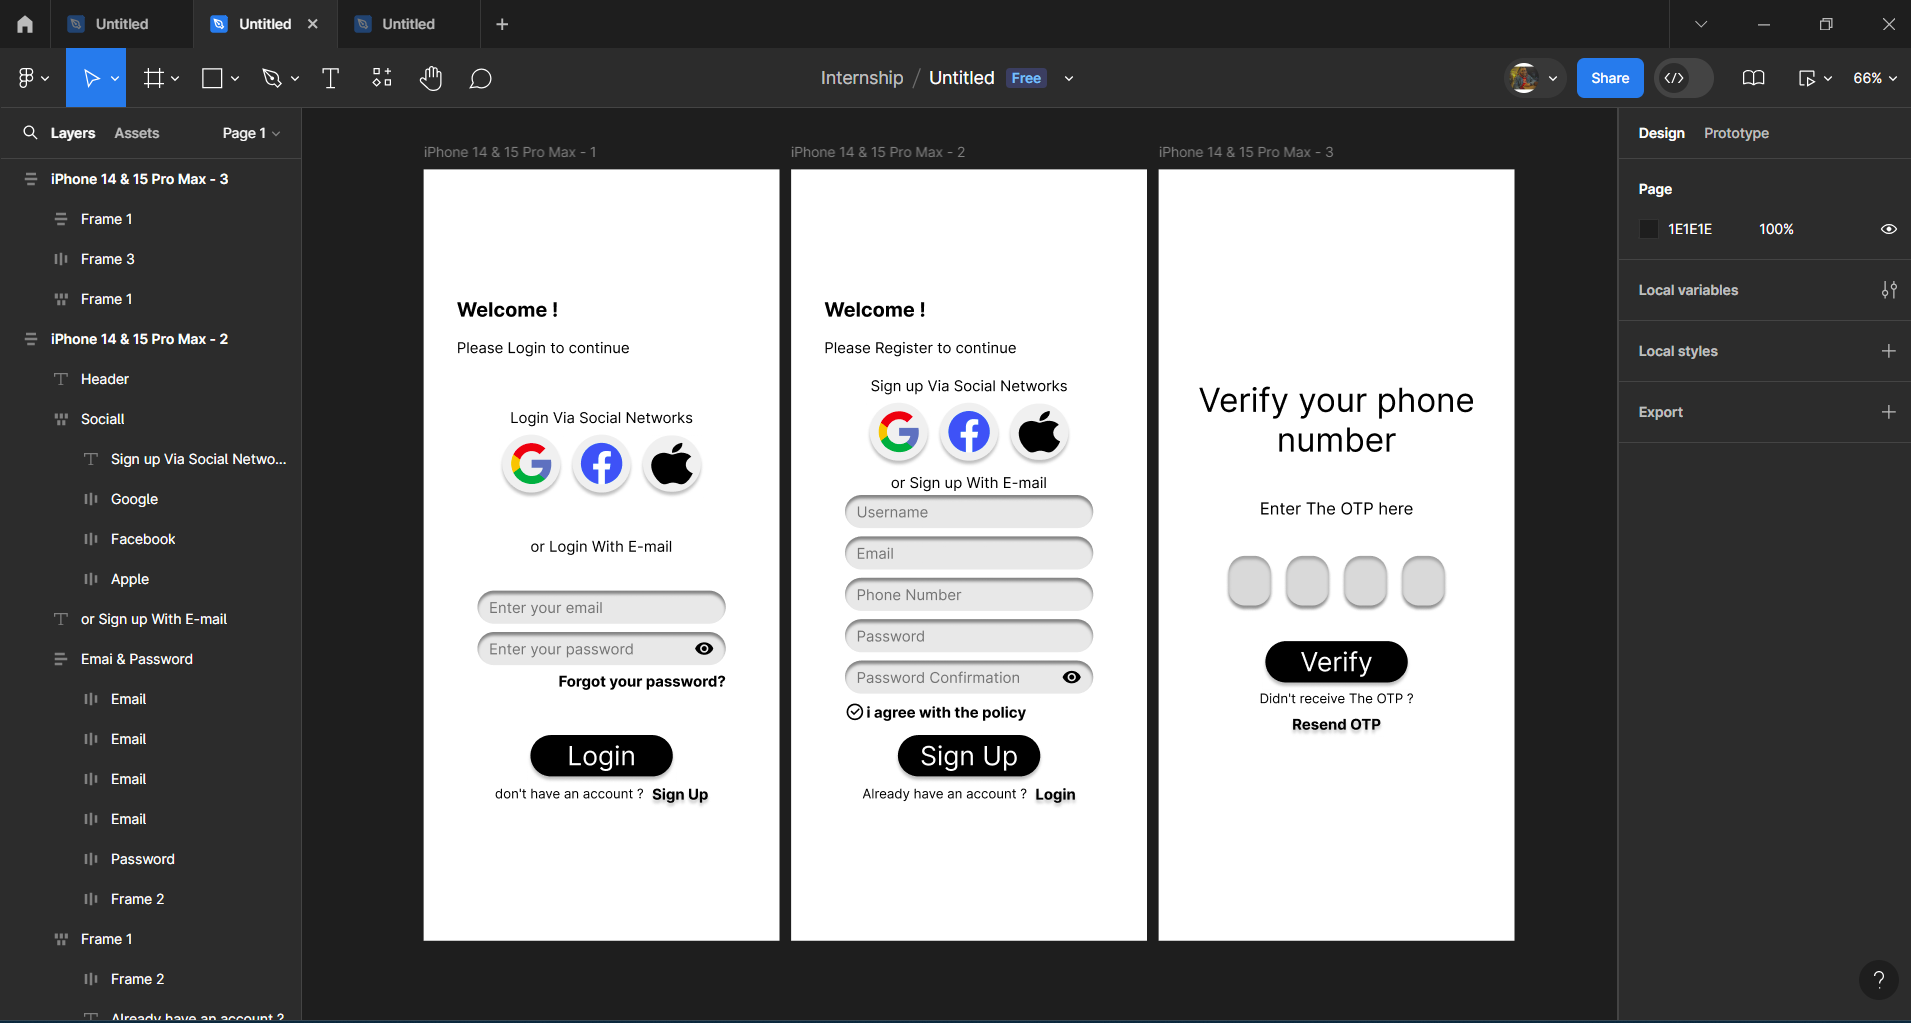 Untitled
Untitled
Untitled
Internship / Untitled Free
Share
66%
Layers Assets Page 1
iPhone 14 & 15 Pro Max - 3
Frame 1
Frame 3
Frame 1
iPhone 14 & 15 Pro Max - 2
Header
Sociall
Sign up Via Social Netwo...
Google
Facebook
Apple
or Sign up With E-mail
Emai & Password
Email
Email
Email
Email
Password
Frame 2
Frame 1
Frame 2
Already have an account ?
iPhone 14 & 15 Pro Max - 1
Welcome !
Please Login to continue
Login Via Social Networks
or Login With E-mail
Enter your email
Enter your password
Forgot your password?
Login
don't have an account ? Sign Up
iPhone 14 & 15 Pro Max - 2
Welcome !
Please Register to continue
Sign up Via Social Networks
or Sign up With E-mail
Username
Email
Phone Number
Password
Password Confirmation
i agree with the policy
Sign Up
Already have an account ? Login
iPhone 14 & 15 Pro Max - 3
Verify your phone
number
Enter The OTP here
Verify
Didn't receive The OTP ?
Resend OTP
Design Prototype
Page
1E1E1E 100%
Local variables
Local styles
Export
?